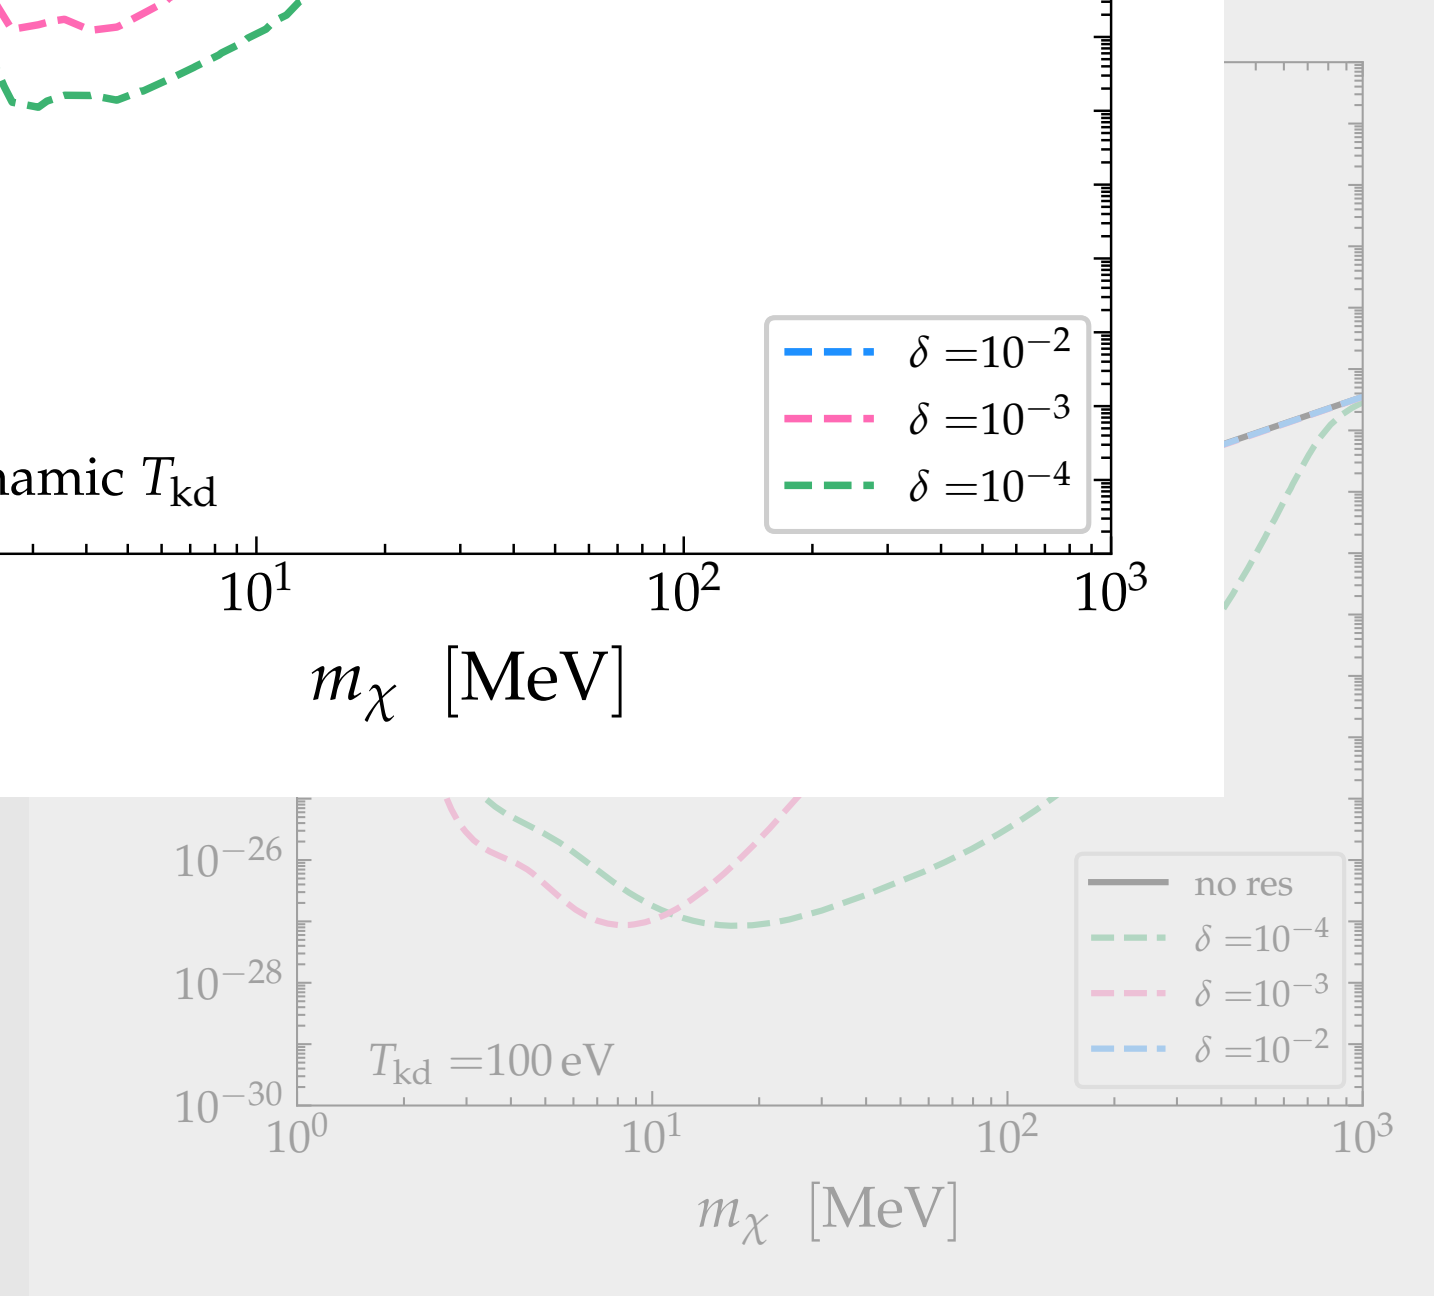 δ =10⁻²
δ =10⁻³
δ =10⁻⁴
T_kd
10¹ 10² 10³
m_χ [MeV]
10⁻²⁶
10⁻²⁸
10⁻³⁰
no res
δ =10⁻⁴
δ =10⁻³
δ =10⁻²
T_kd =100 eV
10⁰ 10¹ 10² 10³
m_χ [MeV]